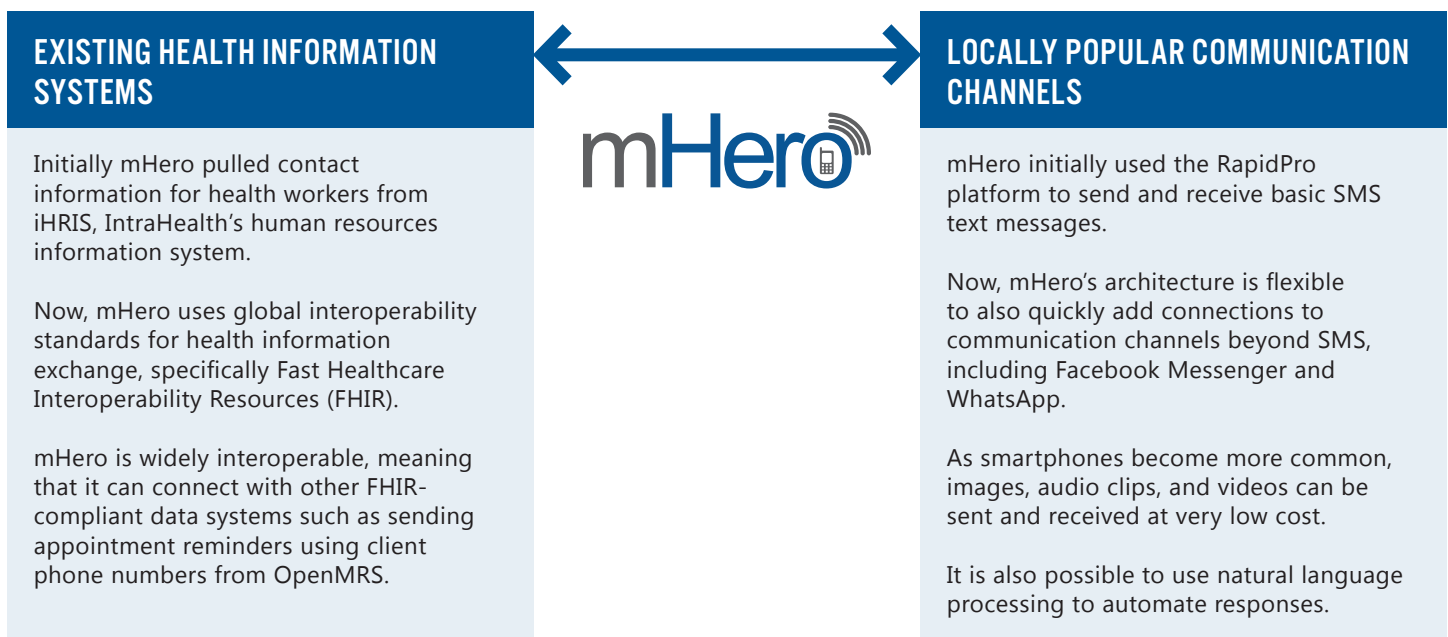 EXISTING HEALTH INFORMATION
SYSTEMS
Initially mHero pulled contact
information for health workers from
iHRIS, IntraHealth’s human resources
information system.
Now, mHero uses global interoperability
standards for health information
exchange, specifically Fast Healthcare
Interoperability Resources (FHIR).
mHero is widely interoperable, meaning
that it can connect with other FHIR-
compliant data systems such as sending
appointment reminders using client
phone numbers from OpenMRS.
mHero
LOCALLY POPULAR COMMUNICATION
CHANNELS
mHero initially used the RapidPro
platform to send and receive basic SMS
text messages.
Now, mHero’s architecture is flexible
to also quickly add connections to
communication channels beyond SMS,
including Facebook Messenger and
WhatsApp.
As smartphones become more common,
images, audio clips, and videos can be
sent and received at very low cost.
It is also possible to use natural language
processing to automate responses.